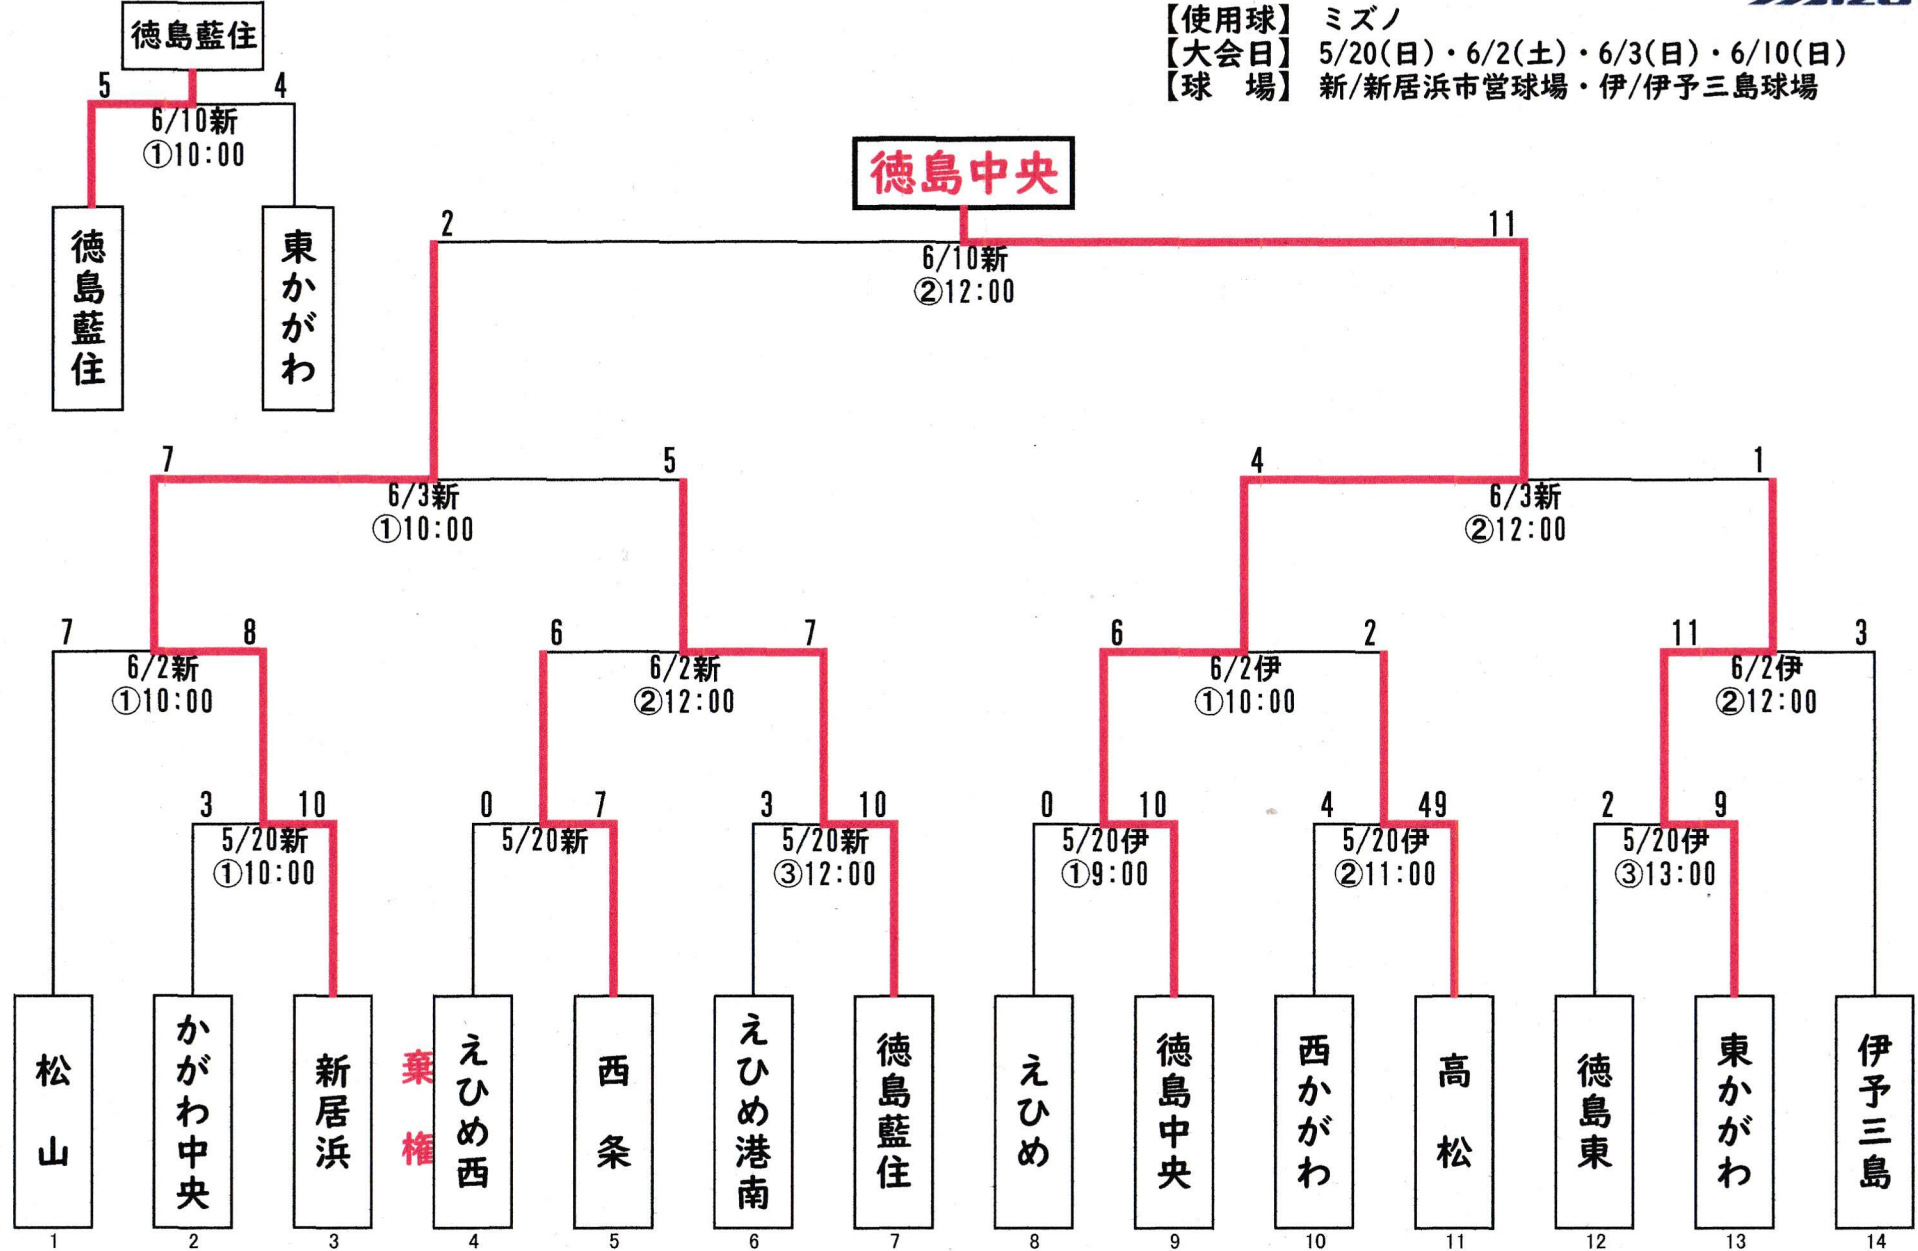 徳島藍住
【使用球】 ミズノ
【大会日】 5/20(日)・6/2(土)・6/3(日)・6/10(日)
【球　場】 新/新居浜市営球場・伊/伊予三島球場
5 4
6/10新
①10:00
徳島藍住
東かがわ
徳島中央
2 11
6/10新
②12:00
7 5 4 1
6/3新 6/3新
①10:00 ②12:00
7 8 6 7 6 2 11 3
6/2新 6/2新 6/2伊 6/2伊
①10:00 ②12:00 ①10:00 ②12:00
3 10 0 7 3 10 0 10 4 49 2 9
5/20新 5/20新 5/20新 5/20伊 5/20伊 5/20伊
①10:00 ③12:00 ①9:00 ②11:00 ③13:00
松山
かがわ中央
新居浜
棄権
えひめ西
西条
えひめ港南
徳島藍住
えひめ
徳島中央
西かがわ
高松
徳島東
東かがわ
伊予三島
1 2 3 4 5 6 7 8 9 10 11 12 13 14